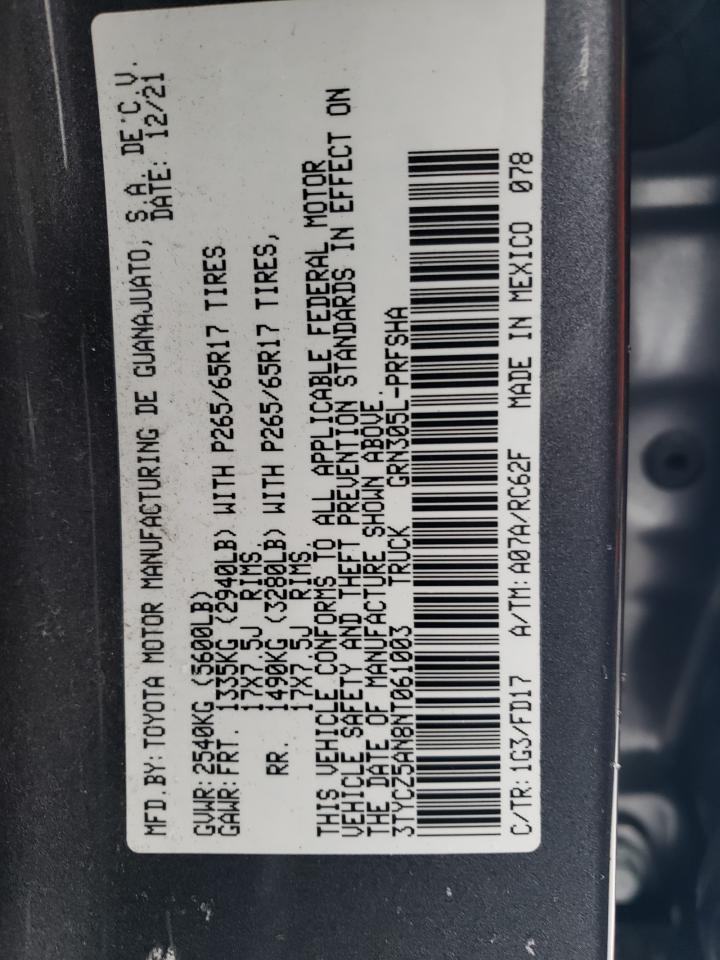 MFD.BY: TOYOTA MOTOR MANUFACTURING DE GUANAJUATO, S.A. DE C.V.
DATE: 12/21
GVWR: 2540KG (5600LB)
GAWR: FRT. 1335KG (2940LB) WITH P265/65R17 TIRES
17X7.5J RIMS.
RR. 1490KG (3280LB) WITH P265/65R17 TIRES,
17X7.5J RIMS.
THIS VEHICLE CONFORMS TO ALL APPLICABLE FEDERAL MOTOR
VEHICLE SAFETY AND THEFT PREVENTION STANDARDS IN EFFECT ON
THE DATE OF MANUFACTURE SHOWN ABOVE.
3TYCZ5AN8NT061003 TRUCK GRN305L-PRFSHA
C/TR: 1G3/FD17 A/TM: A07A/RC62F MADE IN MEXICO 078